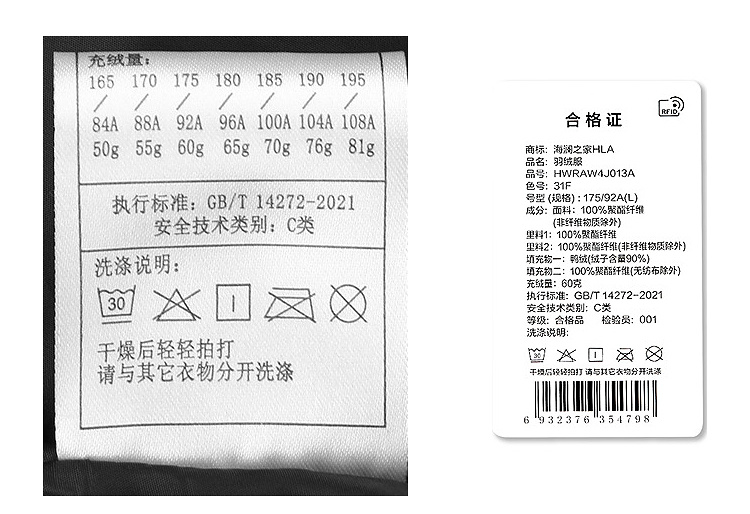 充绒量:
165 170 175 180 185 190 195
/ / / / / / /
84A 88A 92A 96A 100A 104A 108A
50g 55g 60g 65g 70g 76g 81g
执行标准: GB/T 14272-2021
安全技术类别: C类
洗涤说明:
30
干燥后轻轻拍打
请与其它衣物分开洗涤
RFID
合格证
商标: 海澜之家HLA
品名: 羽绒服
品号: HWRAW4J013A
色号: 31F
号型(规格): 175/92A(L)
成分: 面料: 100%聚酯纤维
(非纤维物质除外)
里料1: 100%聚酯纤维
里料2: 100%聚酯纤维(非纤维物质除外)
填充物一: 鸭绒(绒子含量90%)
填充物二: 100%聚酯纤维(无纺布除外)
充绒量: 60克
执行标准: GB/T 14272-2021
安全技术类别: C类
等级: 合格品 检验员: 001
洗涤说明:
30
干燥后轻轻拍打 请与其它衣物分开洗涤
6 932376 354798